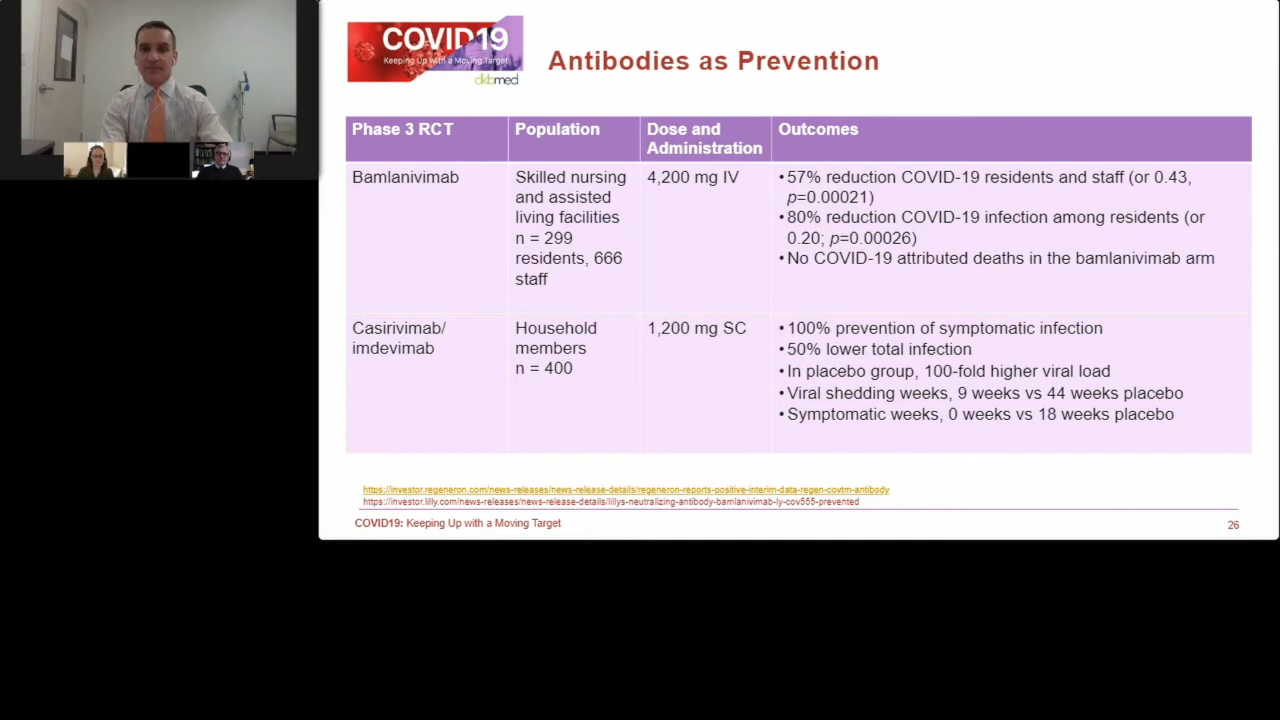 COVID19
Keeping Up with a Moving Target
dkbmed
Antibodies as Prevention
Phase 3 RCT
Population
Dose and
Administration
Outcomes
Bamlanivimab
Skilled nursing
and assisted
living facilities
n = 299
residents, 666
staff
4,200 mg IV
•57% reduction COVID-19 residents and staff (or 0.43,
p=0.00021)
•80% reduction COVID-19 infection among residents (or
0.20; p=0.00026)
•No COVID-19 attributed deaths in the bamlanivimab arm
Casirivimab/
imdevimab
Household
members
n = 400
1,200 mg SC
•100% prevention of symptomatic infection
•50% lower total infection
•In placebo group, 100-fold higher viral load
•Viral shedding weeks, 9 weeks vs 44 weeks placebo
•Symptomatic weeks, 0 weeks vs 18 weeks placebo
https://investor.regeneron.com/news-releases/news-release-details/regeneron-reports-positive-interim-data-regen-covtm-antibody
https://investor.lilly.com/news-releases/news-release-details/lillys-neutralizing-antibody-bamlanivimab-ly-cov555-prevented
COVID19: Keeping Up with a Moving Target
26